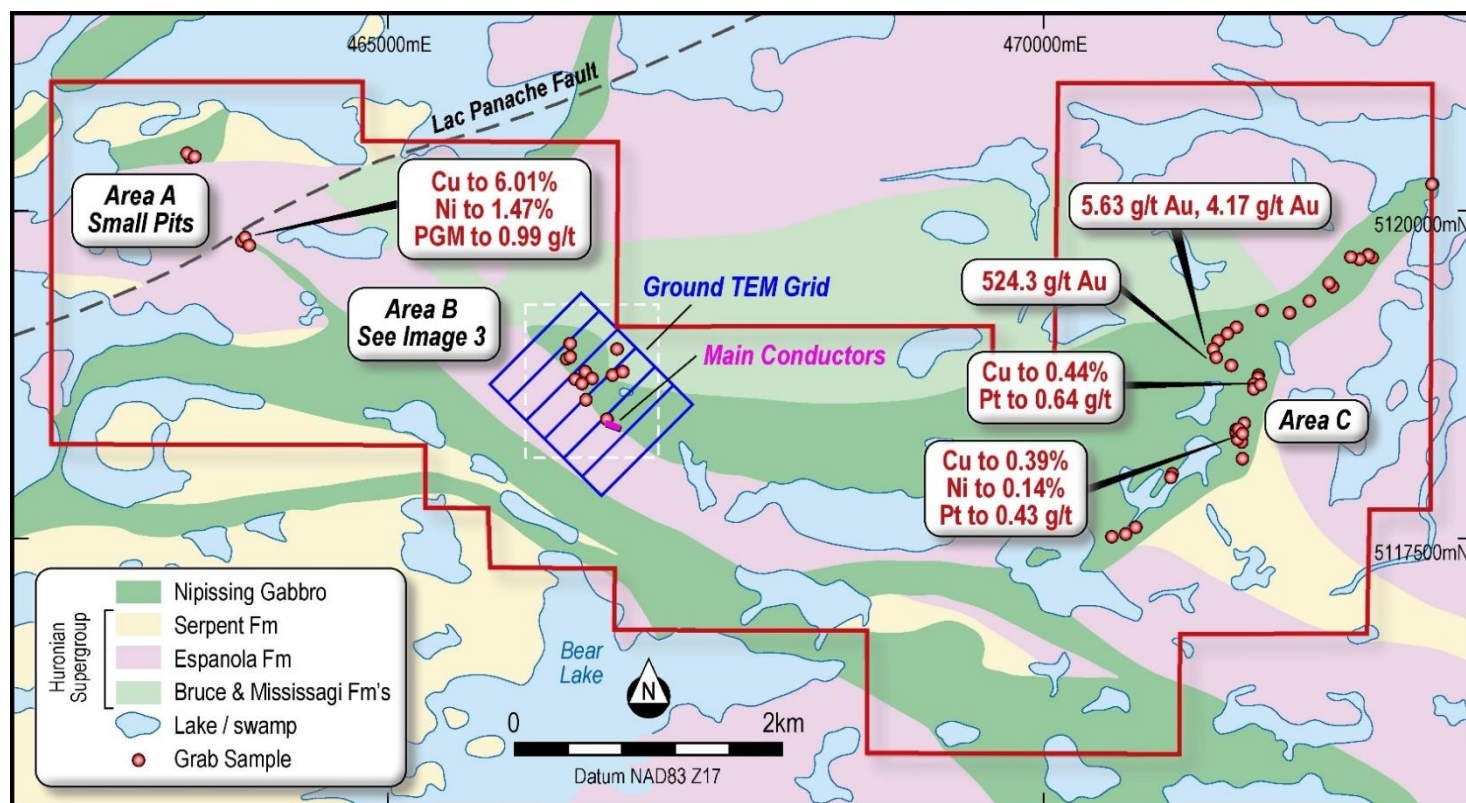 465000mE
470000mE
Lac Panache Fault
Area A
Small Pits
Cu to 6.01%
Ni to 1.47%
PGM to 0.99 g/t
5.63 g/t Au, 4.17 g/t Au
5120000mN
524.3 g/t Au
Ground TEM Grid
Area B
See Image 3
Main Conductors
Cu to 0.44%
Pt to 0.64 g/t
Area C
Cu to 0.39%
Ni to 0.14%
Pt to 0.43 g/t
5117500mN
Nipissing Gabbro
Huronian
Supergroup
Serpent Fm
Espanola Fm
Bruce & Mississagi Fm's
Lake / swamp
Grab Sample
Bear
Lake
N
0 2km
Datum NAD83 Z17